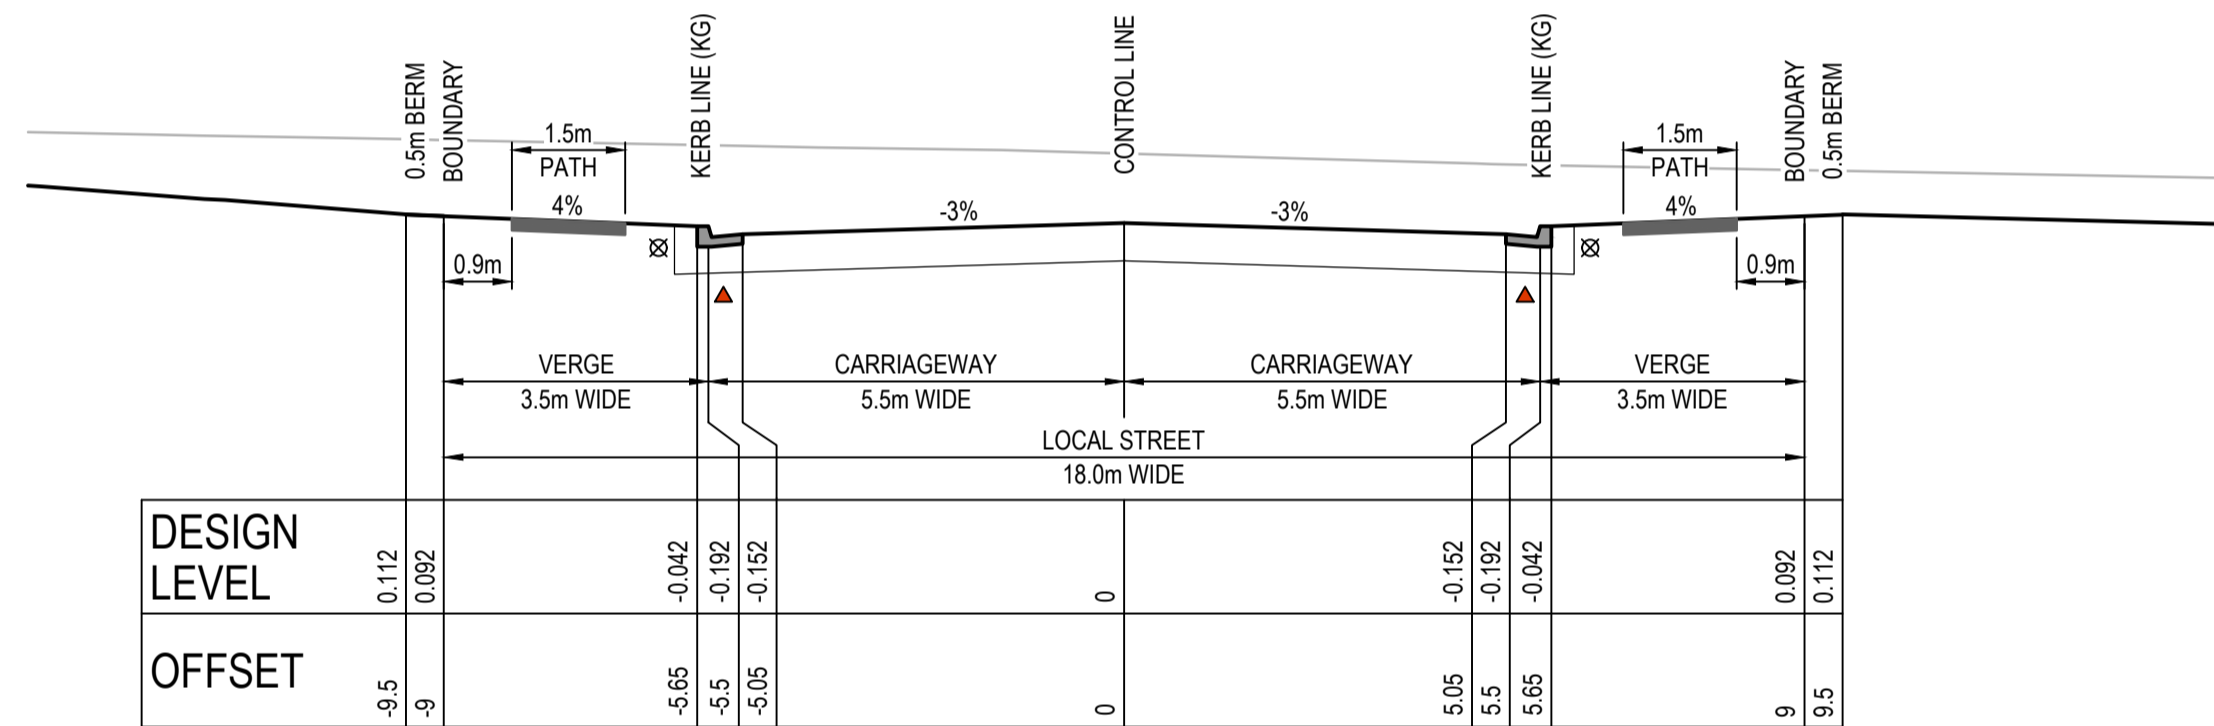 0.5m BERM
BOUNDARY
KERB LINE (KG)
CONTROL LINE
KERB LINE (KG)
BOUNDARY
0.5m BERM
1.5m
PATH
4%
-3%
-3%
1.5m
PATH
4%
0.9m
0.9m
VERGE
3.5m WIDE
CARRIAGEWAY
5.5m WIDE
CARRIAGEWAY
5.5m WIDE
VERGE
3.5m WIDE
LOCAL STREET
18.0m WIDE
DESIGN
LEVEL
0.112
0.092
-0.042
-0.192
-0.152
0
-0.152
-0.192
-0.042
0.092
0.112
OFFSET
-9.5
-9
-5.65
-5.5
-5.05
0
5.05
5.5
5.65
9
9.5